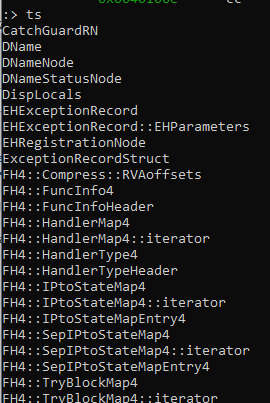 :> ts
CatchGuardRN
DName
DNameNode
DNameStatusNode
DispLocals
EHExceptionRecord
EHExceptionRecord::EHParameters
EHRegistrationNode
ExceptionRecordStruct
FH4::Compress::RVAoffsets
FH4::FuncInfo4
FH4::FuncInfoHeader
FH4::HandlerMap4
FH4::HandlerMap4::iterator
FH4::HandlerType4
FH4::HandlerTypeHeader
FH4::IPtoStateMap4
FH4::IPtoStateMap4::iterator
FH4::IPtoStateMapEntry4
FH4::SepIPtoStateMap4
FH4::SepIPtoStateMap4::iterator
FH4::SepIPtoStateMapEntry4
FH4::TryBlockMap4
FH4::TryBlockMap4::iterator